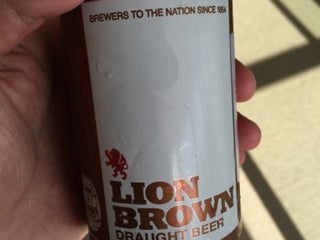 BREWERS TO THE NATION SINCE 1854
LION
BROWN
DRAUGHT BEER